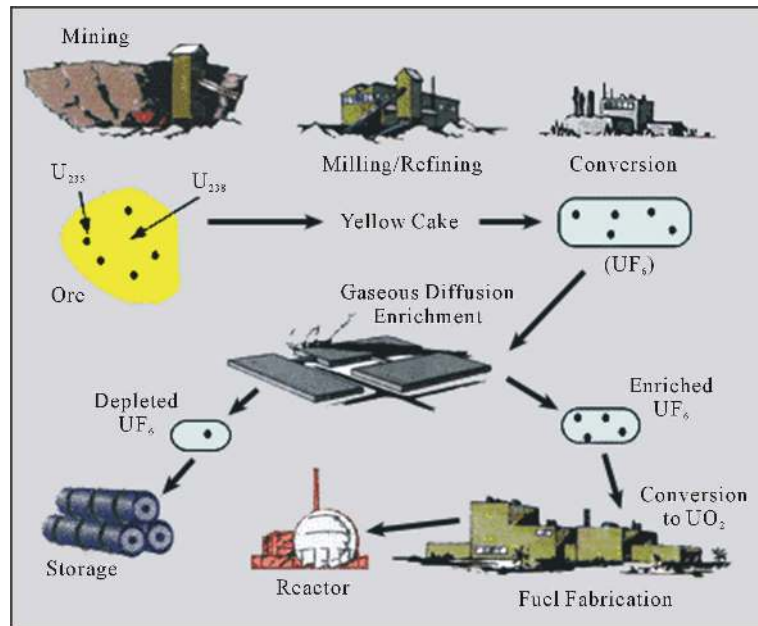 Mining
Milling/Refining
Conversion
U₂₃₅
U₂₃₈
Ore
Yellow Cake
(UF₆)
Gaseous Diffusion
Enrichment
Depleted
UF₆
Enriched
UF₆
Conversion
to UO₂
Storage
Reactor
Fuel Fabrication